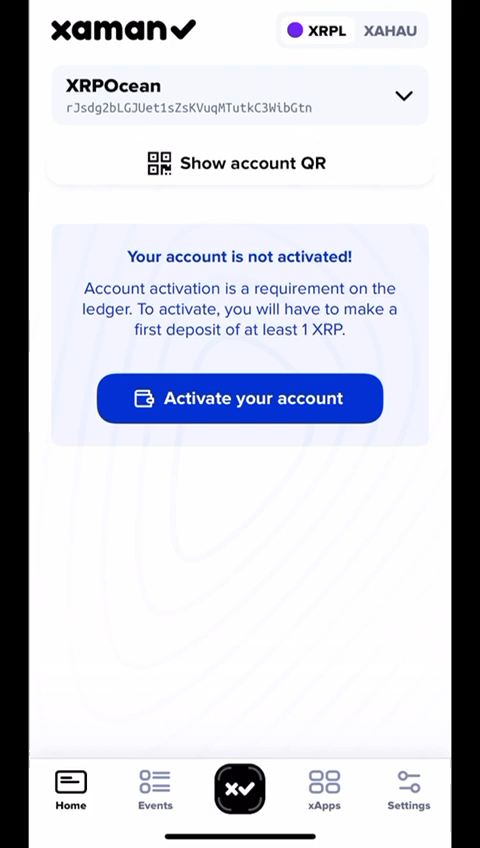 xaman
XRPL XAHAU
XRPOcean
rJsdg2bLGJUet1sZsKVuqMTutkC3WibGtn
Show account QR
Your account is not activated!
Account activation is a requirement on the
ledger. To activate, you will have to make a
first deposit of at least 1 XRP.
Activate your account
Home Events xApps Settings